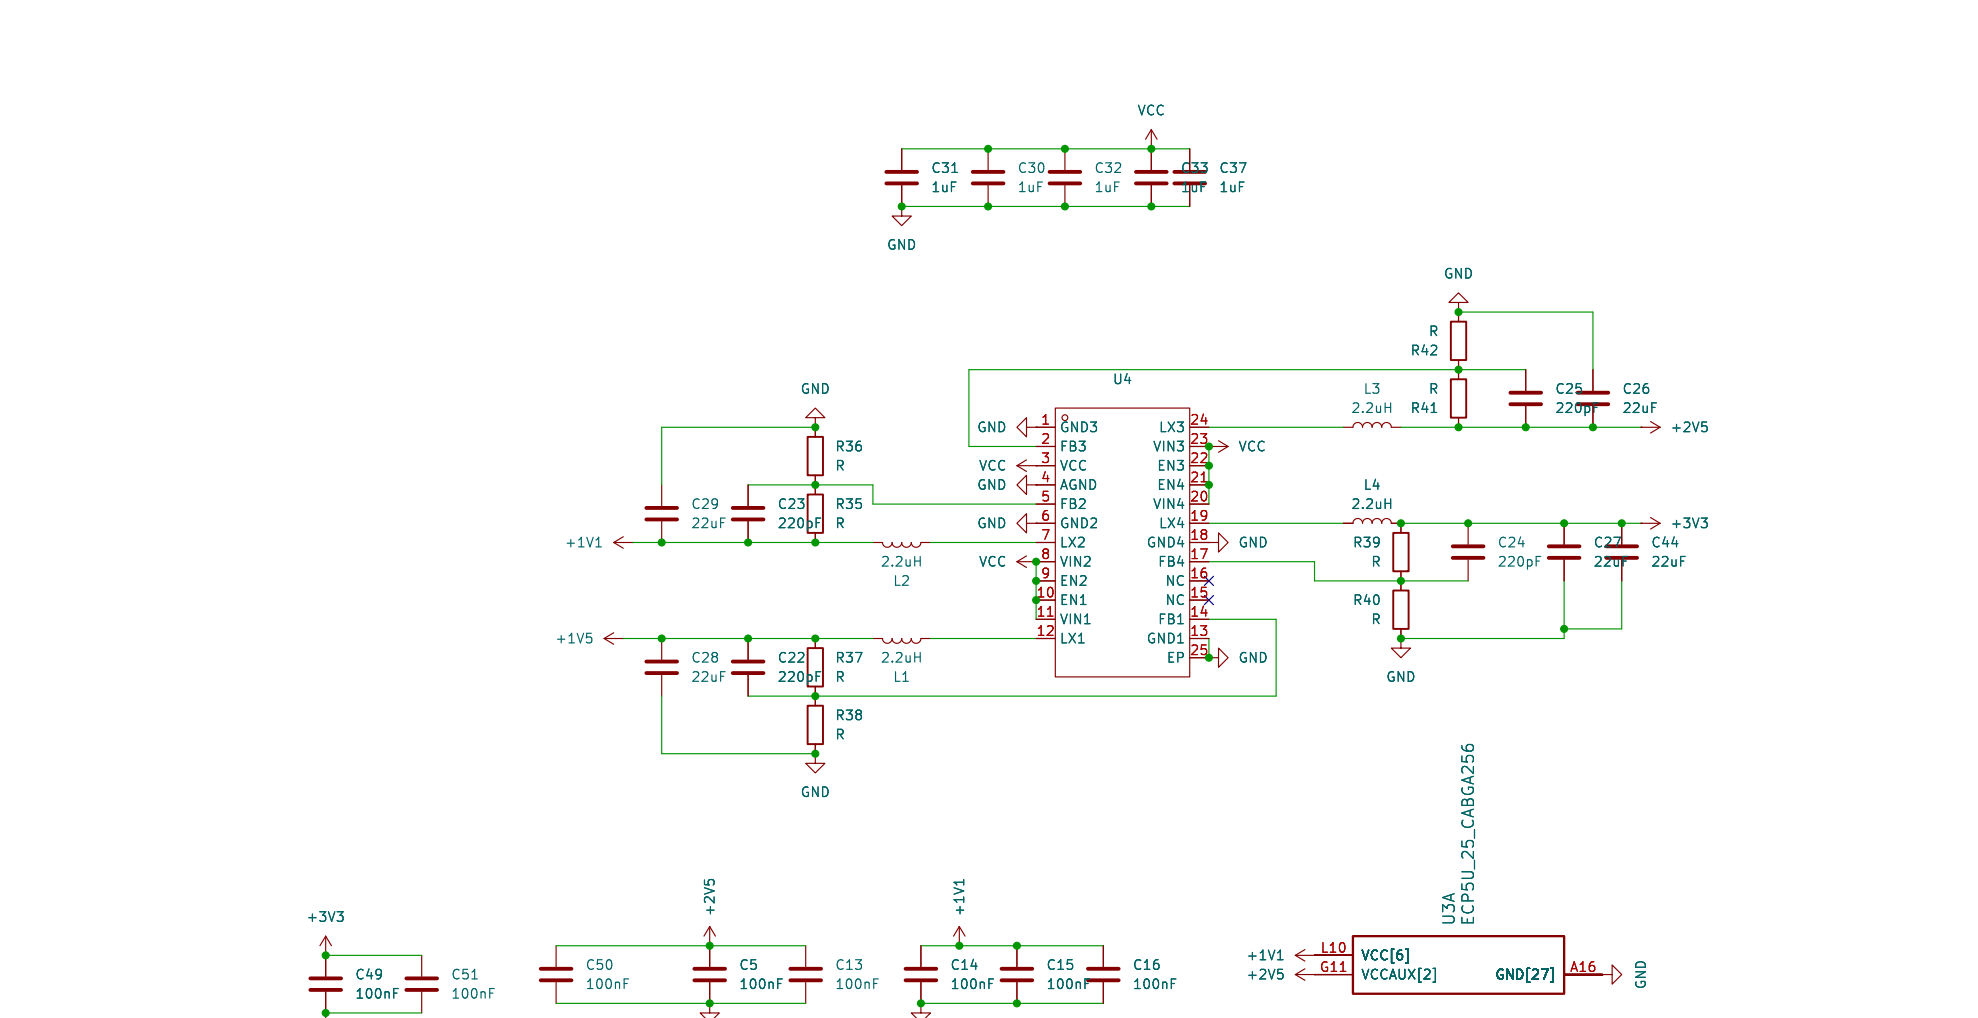 VCC
C31
1uF
C30
1uF
C32
1uF
C33
1uF
C37
1uF
GND
GND
R
R42
R
R41
L3
2.2uH
C25
220pF
C26
22uF
+2V5
GND
R36
R
C29
22uF
C23
220pF
R35
R
+1V1
2.2uH
L2
+1V5
C28
22uF
C22
220pF
R37
R
2.2uH
L1
R38
R
GND
U4
GND 1 GND3
2 FB3
VCC 3 VCC
GND 4 AGND
5 FB2
GND 6 GND2
7 LX2
VCC 8 VIN2
9 EN2
10 EN1
11 VIN1
12 LX1
LX3 24
VIN3 23 VCC
EN3 22
EN4 21
VIN4 20
LX4 19
GND4 18 GND
FB4 17
NC 16
NC 15
FB1 14
GND1 13
EP 25 GND
L4
2.2uH
+3V3
R39
R
C24
220pF
C27
22uF
C44
22uF
R40
R
GND
+3V3
C49
100nF
C51
100nF
+2V5
C50
100nF
C5
100nF
C13
100nF
+1V1
C14
100nF
C15
100nF
C16
100nF
U3A
ECP5U_25_CABGA256
+1V1 L10 VCC[6]
+2V5 G11 VCCAUX[2]
GND[27] A16 GND